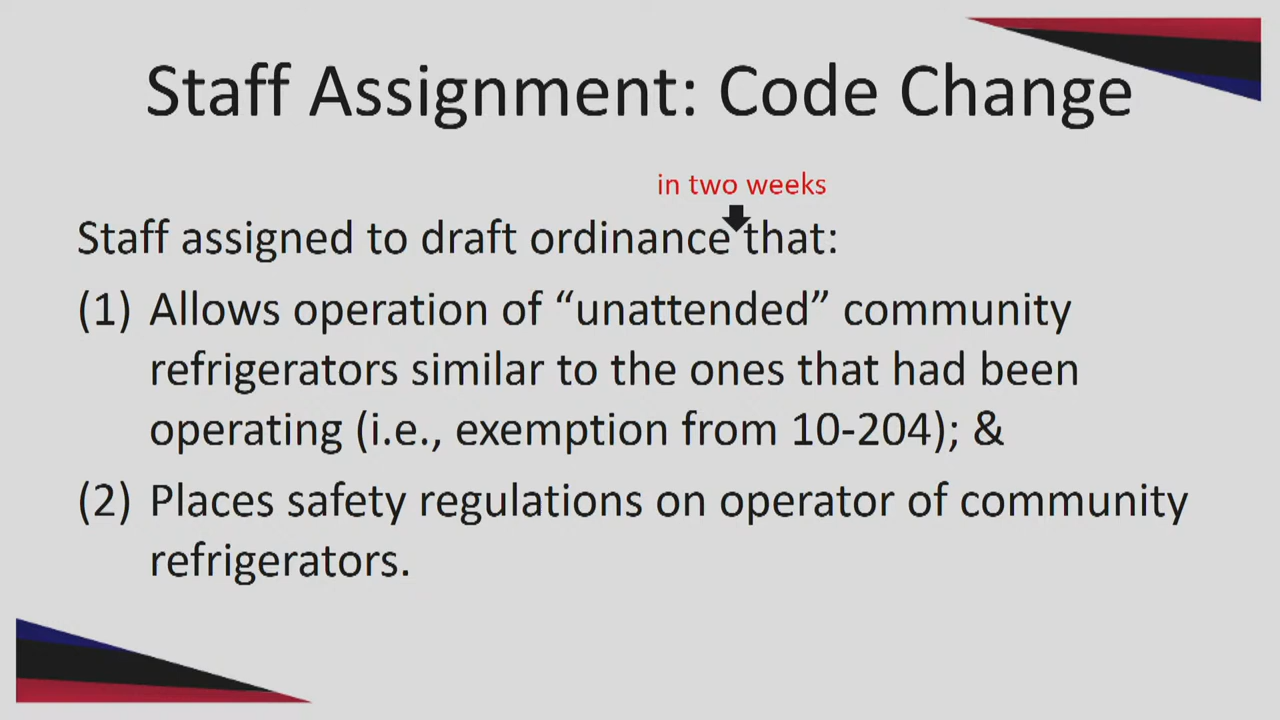 Staff Assignment: Code Change
in two weeks
Staff assigned to draft ordinance that:
(1) Allows operation of “unattended” community
refrigerators similar to the ones that had been
operating (i.e., exemption from 10-204); &
(2) Places safety regulations on operator of community
refrigerators.